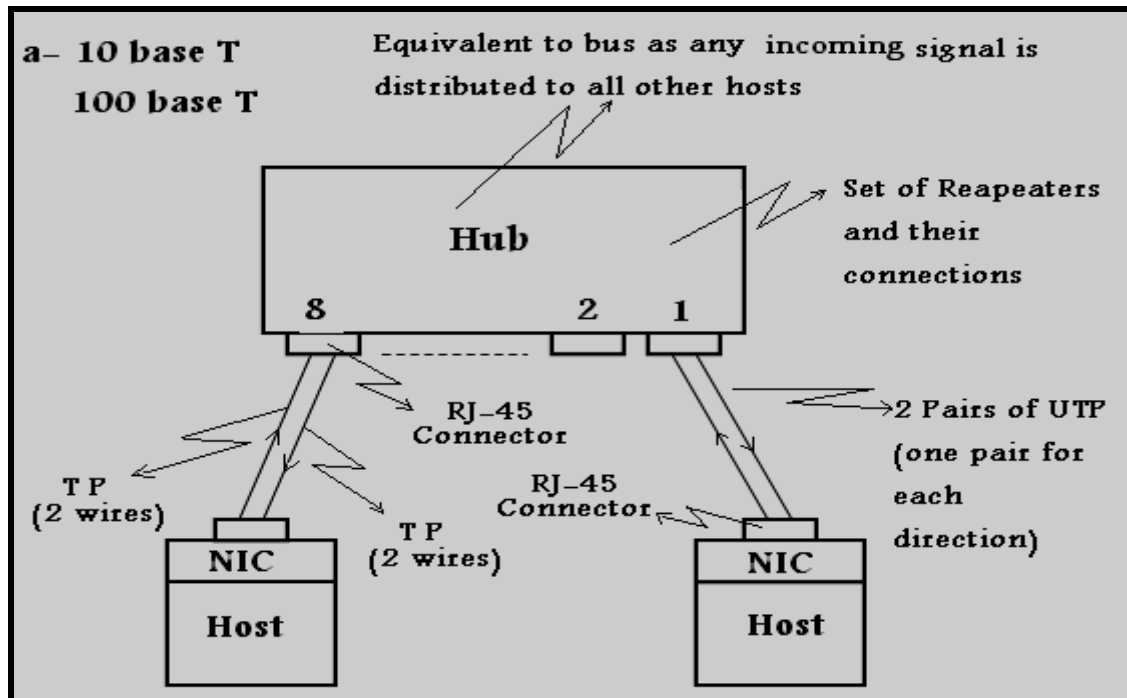 a- 10 base T
100 base T
Equivalent to bus as any incoming signal is
distributed to all other hosts
Hub
Set of Reapeaters
and their
connections
8
2
1
RJ-45
Connector
2 Pairs of UTP
(one pair for
each
direction)
T P
(2 wires)
T P
(2 wires)
RJ-45
Connector
NIC
Host
NIC
Host